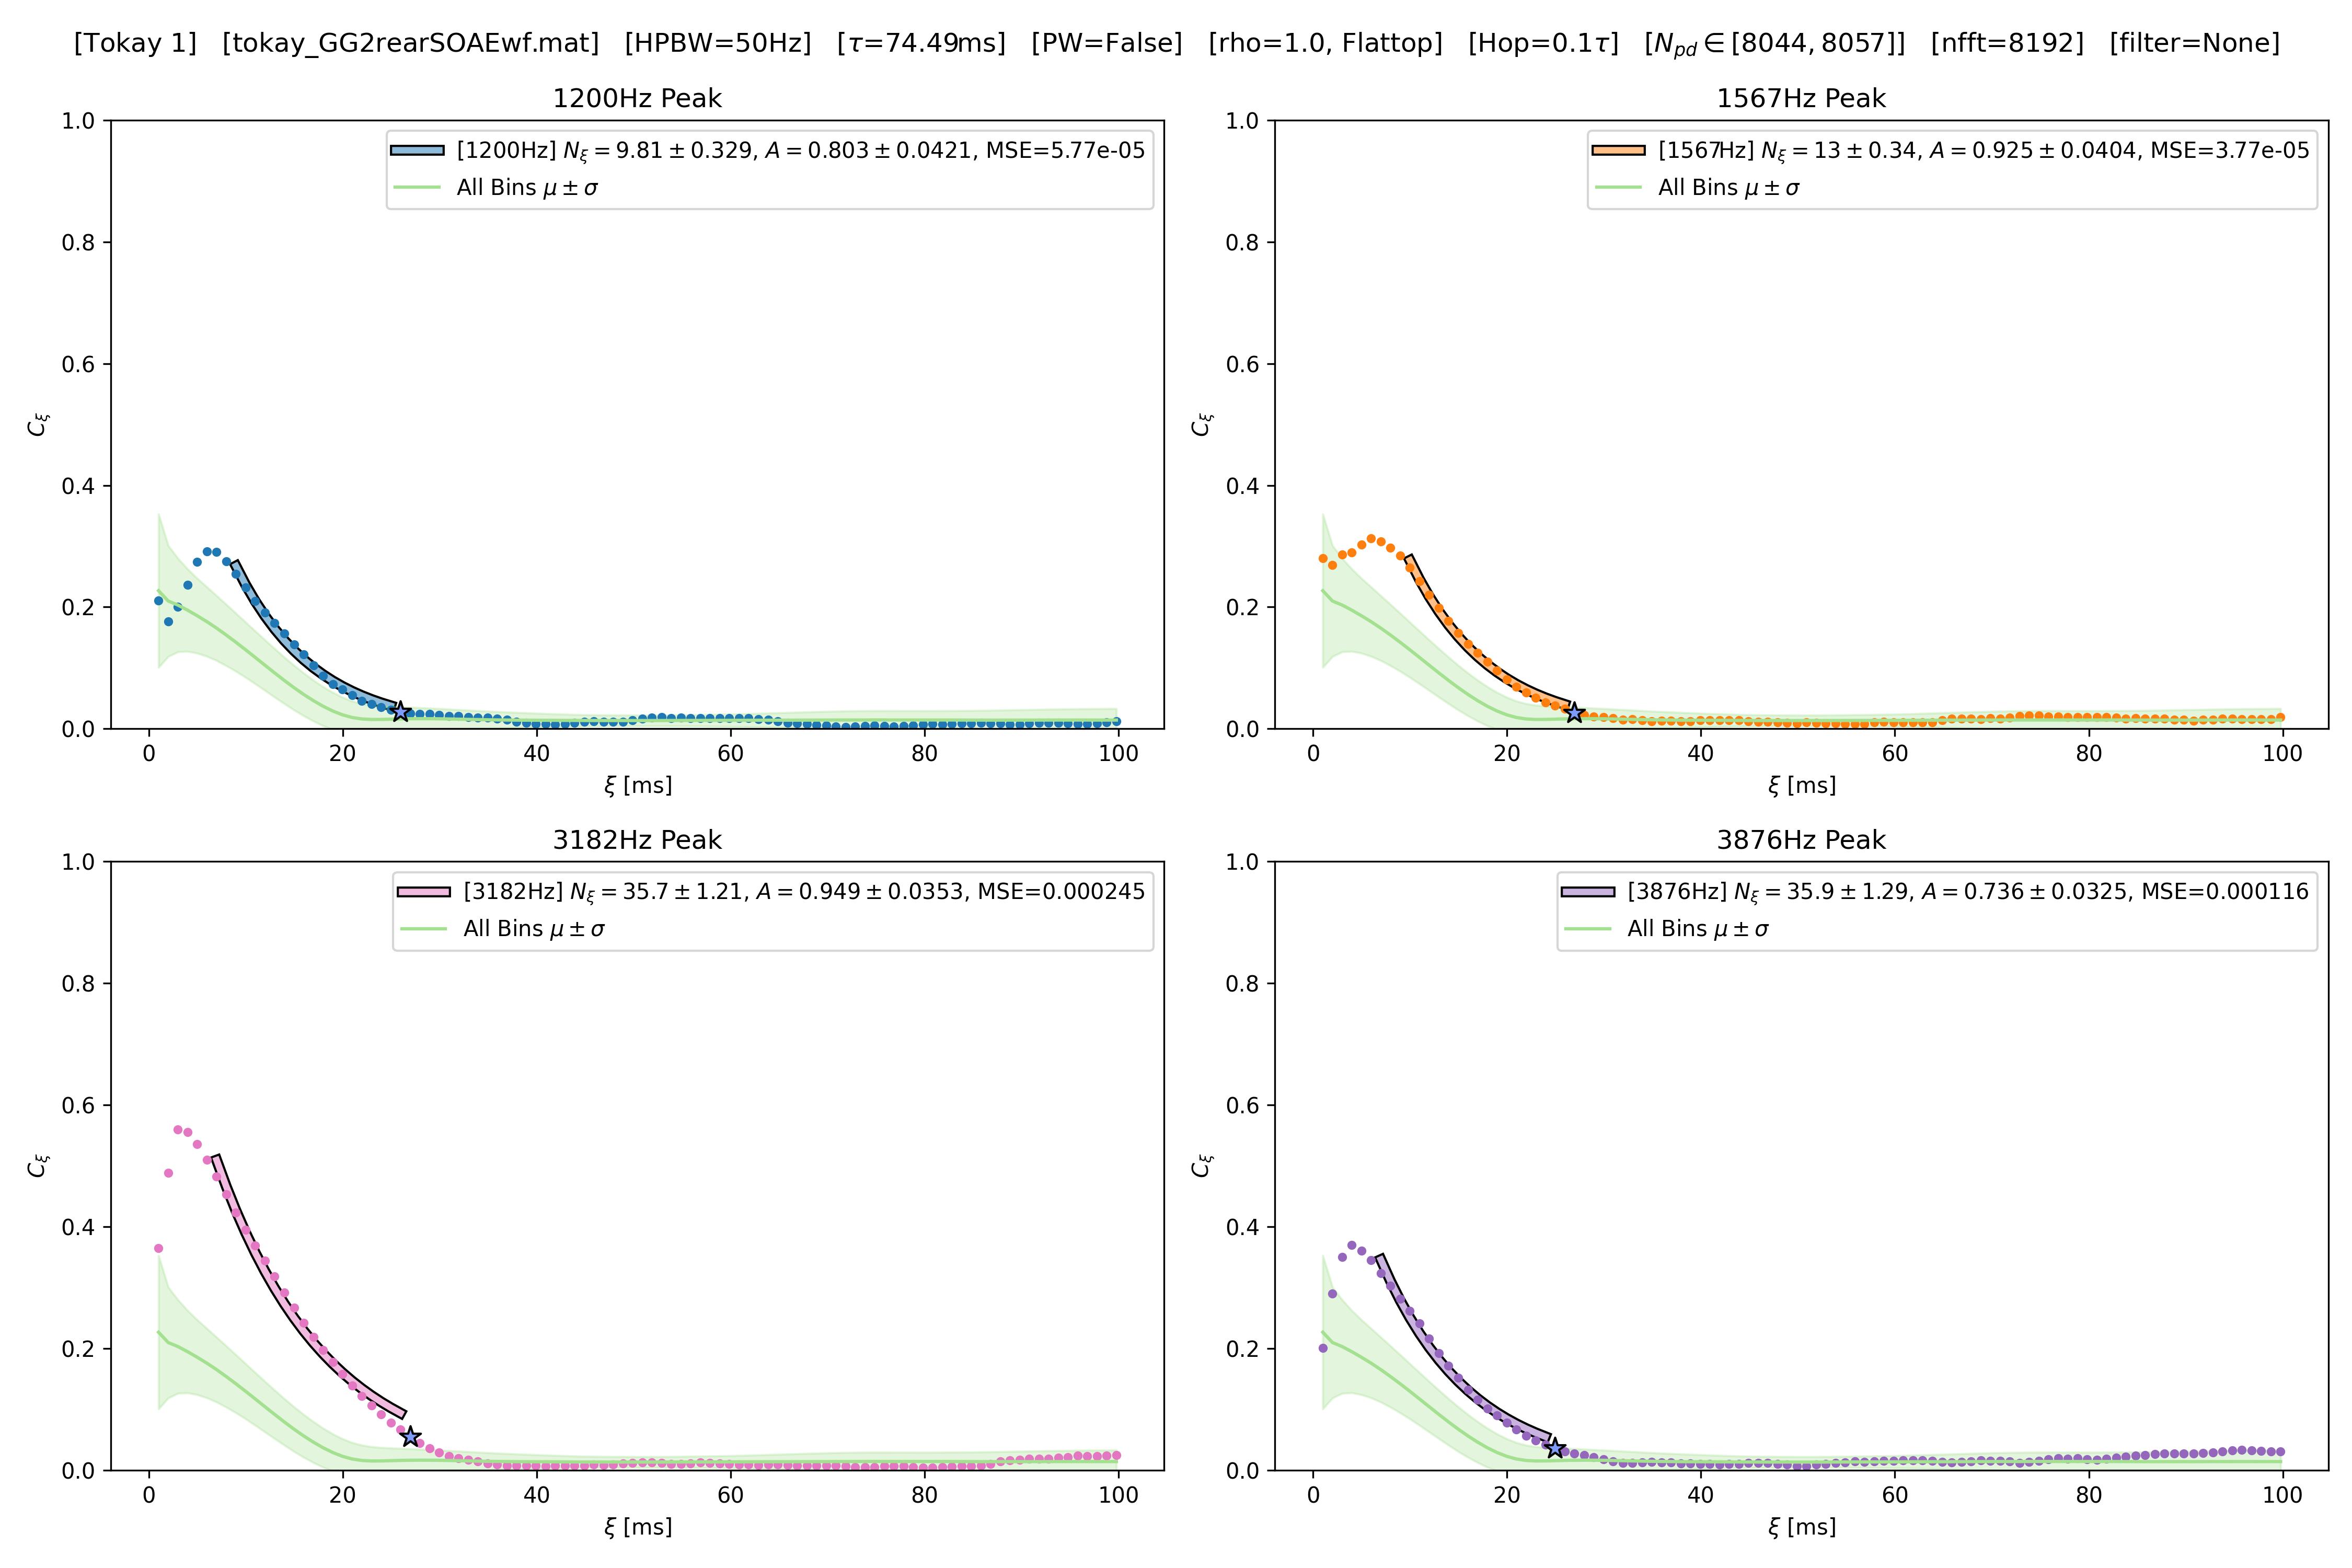 [Tokay 1] [tokay_GG2rearSOAEwf.mat] [HPBW=50Hz] [τ=74.49ms] [PW=False] [rho=1.0, Flattop] [Hop=0.1τ] [N_pd ∈ [8044, 8057]] [nfft=8192] [filter=None]
1200Hz Peak
[1200Hz] N_ξ = 9.81 ± 0.329, A = 0.803 ± 0.0421, MSE=5.77e-05
All Bins μ ± σ
1.0
0.8
0.6
0.4
0.2
0.0
C_ξ
0 20 40 60 80 100
ξ [ms]
1567Hz Peak
[1567Hz] N_ξ = 13 ± 0.34, A = 0.925 ± 0.0404, MSE=3.77e-05
All Bins μ ± σ
1.0
0.8
0.6
0.4
0.2
0.0
C_ξ
0 20 40 60 80 100
ξ [ms]
3182Hz Peak
[3182Hz] N_ξ = 35.7 ± 1.21, A = 0.949 ± 0.0353, MSE=0.000245
All Bins μ ± σ
1.0
0.8
0.6
0.4
0.2
0.0
C_ξ
0 20 40 60 80 100
ξ [ms]
3876Hz Peak
[3876Hz] N_ξ = 35.9 ± 1.29, A = 0.736 ± 0.0325, MSE=0.000116
All Bins μ ± σ
1.0
0.8
0.6
0.4
0.2
0.0
C_ξ
0 20 40 60 80 100
ξ [ms]